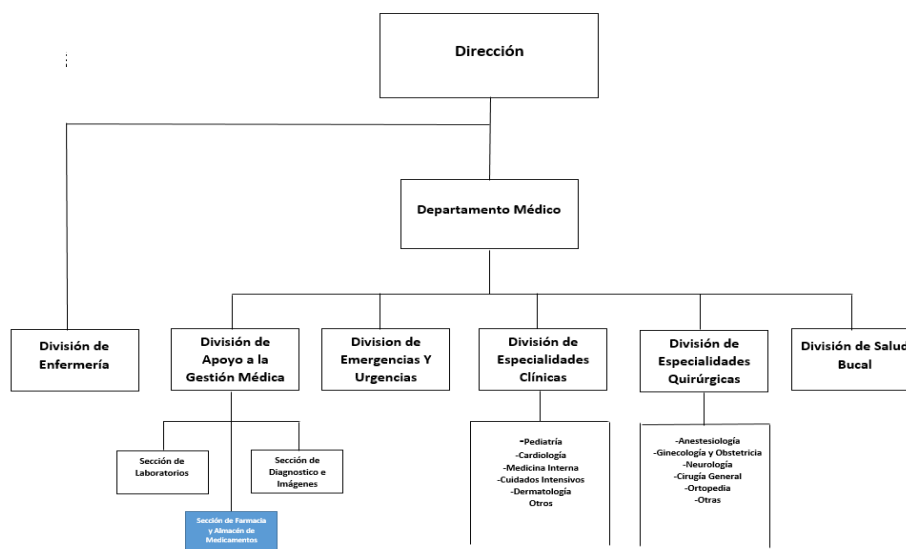 Dirección
Departamento Médico
División de
Enfermería
División de
Apoyo a la
Gestión Médica
Division de
Emergencias Y
Urgencias
División de
Especialidades
Clínicas
División de
Especialidades
Quirúrgicas
División de Salud
Bucal
Sección de
Laboratorios
Sección de
Diagnostico e
Imágenes
Sección de Farmacia
y Almacén de
Medicamentos
-Pediatría
-Cardiología
-Medicina Interna
-Cuidados Intensivos
-Dermatología
Otros
-Anestesiología
-Ginecología y Obstetricia
-Neurología
-Cirugía General
-Ortopedia
-Otras